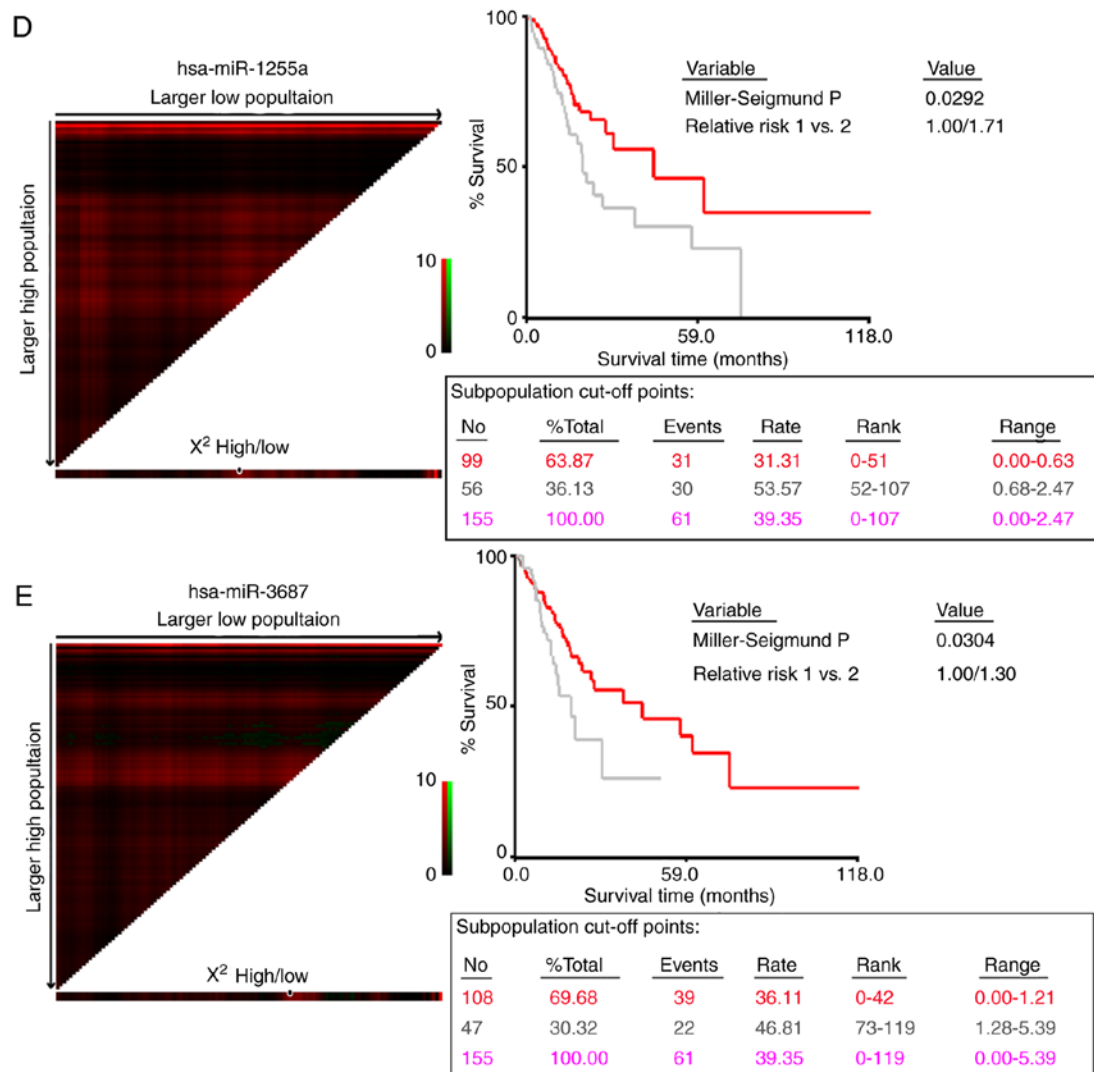 D
hsa-miR-1255a
Larger low popultaion
Larger high popultaion
X² High/low
10
0
100
50
0
% Survival
0.0 59.0 118.0
Survival time (months)
Variable Value
Miller-Seigmund P 0.0292
Relative risk 1 vs. 2 1.00/1.71
Subpopulation cut-off points:
No %Total Events Rate Rank Range
99 63.87 31 31.31 0-51 0.00-0.63
56 36.13 30 53.57 52-107 0.68-2.47
155 100.00 61 39.35 0-107 0.00-2.47
E
hsa-miR-3687
Larger low popultaion
Larger high popultaion
X² High/low
10
0
100
50
0
% Survival
0.0 59.0 118.0
Survival time (months)
Variable Value
Miller-Seigmund P 0.0304
Relative risk 1 vs. 2 1.00/1.30
Subpopulation cut-off points:
No %Total Events Rate Rank Range
108 69.68 39 36.11 0-42 0.00-1.21
47 30.32 22 46.81 73-119 1.28-5.39
155 100.00 61 39.35 0-119 0.00-5.39